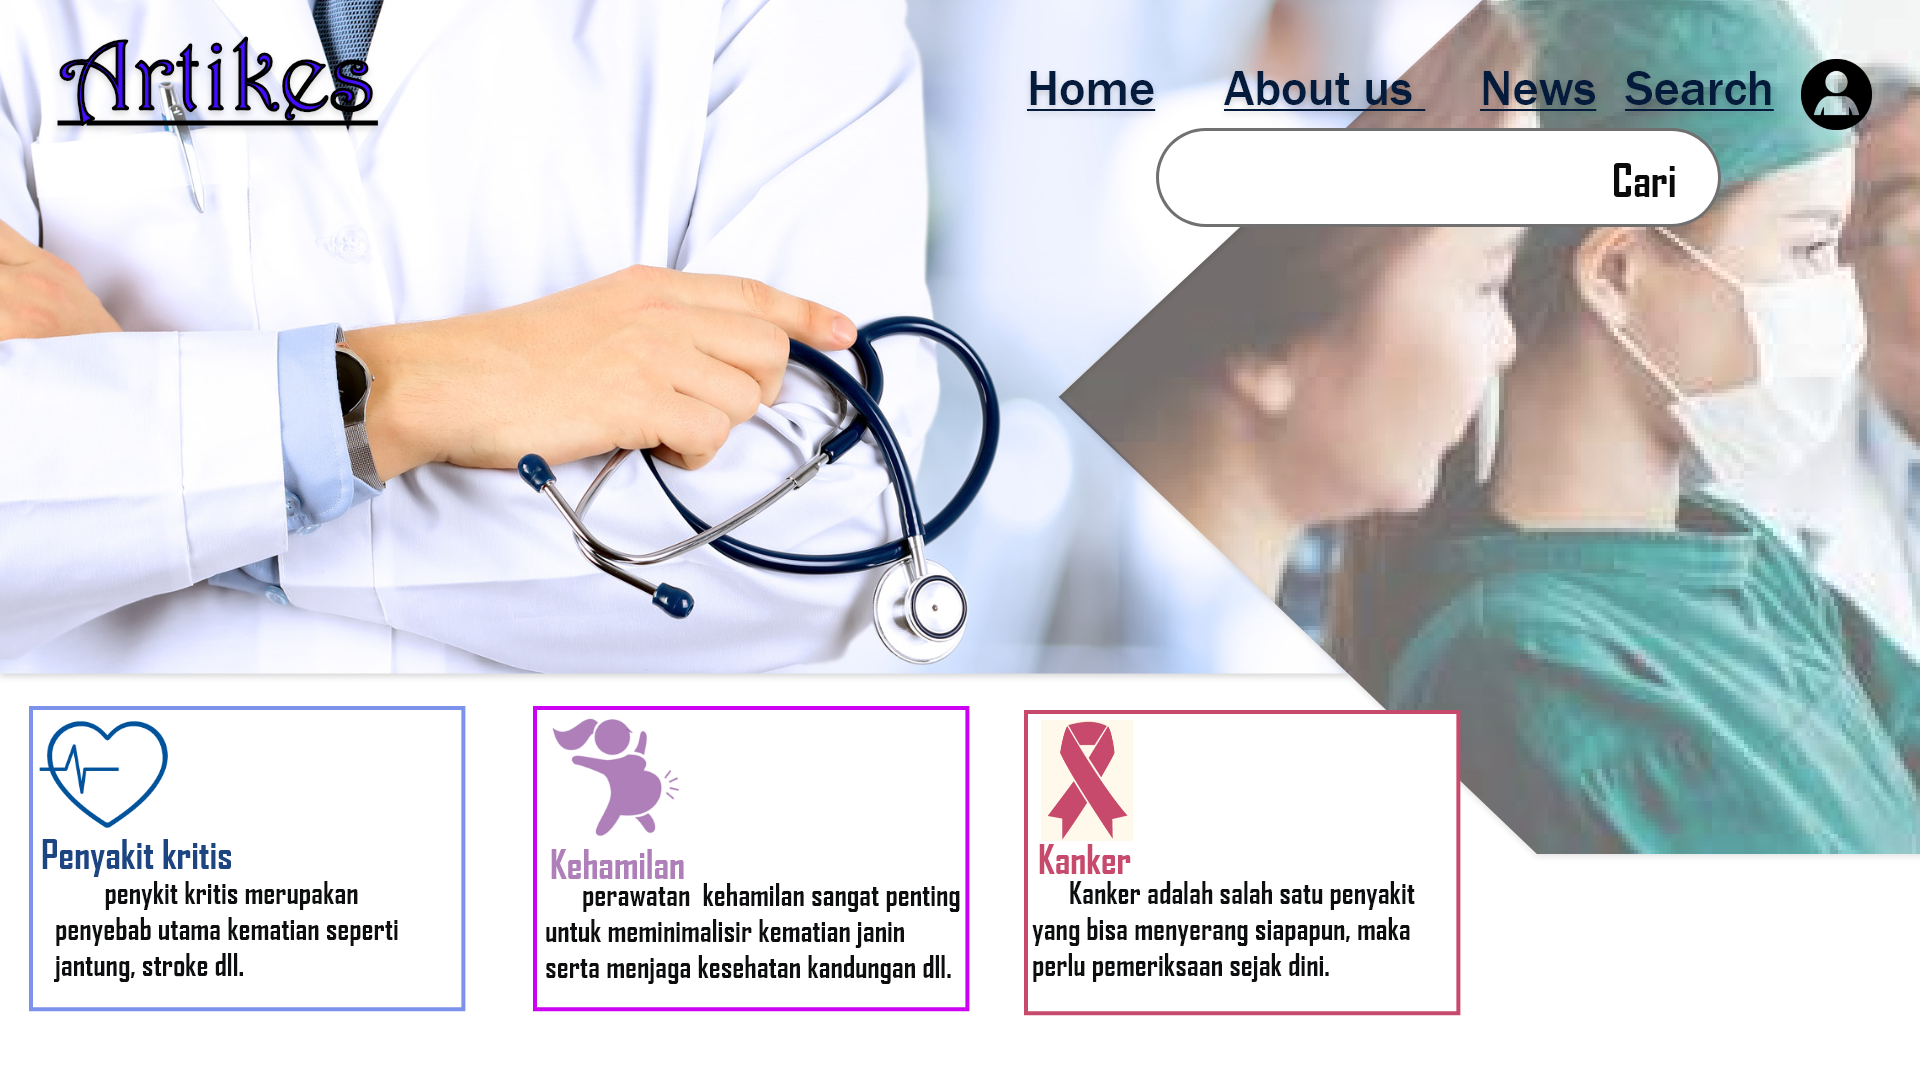 Artikes
Home About us News Search
Cari
Penyakit kritis
penykit kritis merupakan
penyebab utama kematian seperti
jantung, stroke dll.
Kehamilan
perawatan kehamilan sangat penting
untuk meminimalisir kematian janin
serta menjaga kesehatan kandungan dll.
Kanker
Kanker adalah salah satu penyakit
yang bisa menyerang siapapun, maka
perlu pemeriksaan sejak dini.